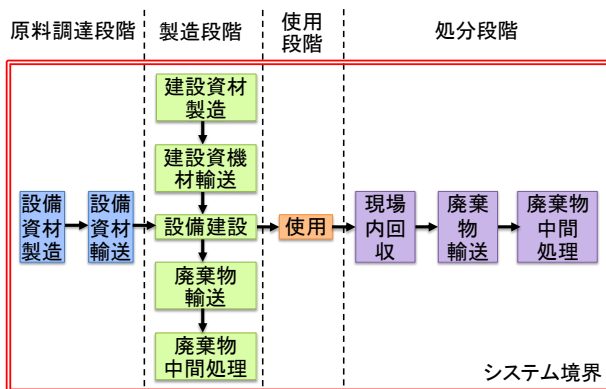 原料調達段階
製造段階
使用
段階
処分段階
建設資材
製造
建設資機
材輸送
設備
資材
製造
設備
資材
輸送
設備建設
使用
現場
内回
収
廃棄
物
輸送
廃棄物
中間
処理
廃棄物
輸送
廃棄物
中間処理
システム境界